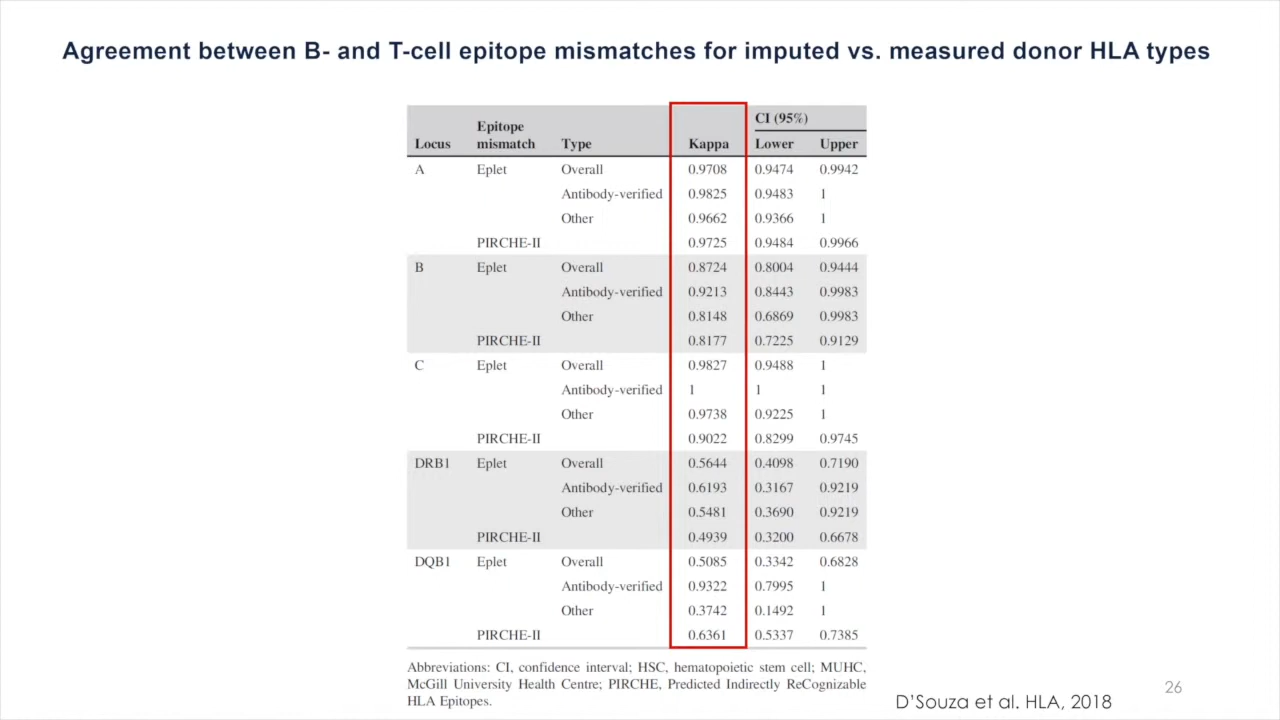 Agreement between B- and T-cell epitope mismatches for imputed vs. measured donor HLA types
CI (95%)
Locus Epitope mismatch Type Kappa Lower Upper
A Eplet Overall 0.9708 0.9474 0.9942
Antibody-verified 0.9825 0.9483 1
Other 0.9662 0.9366 1
PIRCHE-II 0.9725 0.9484 0.9966
B Eplet Overall 0.8724 0.8004 0.9444
Antibody-verified 0.9213 0.8443 0.9983
Other 0.8148 0.6869 0.9983
PIRCHE-II 0.8177 0.7225 0.9129
C Eplet Overall 0.9827 0.9488 1
Antibody-verified 1 1 1
Other 0.9738 0.9225 1
PIRCHE-II 0.9022 0.8299 0.9745
DRB1 Eplet Overall 0.5644 0.4098 0.7190
Antibody-verified 0.6193 0.3167 0.9219
Other 0.5481 0.3690 0.9219
PIRCHE-II 0.4939 0.3200 0.6678
DQB1 Eplet Overall 0.5085 0.3342 0.6828
Antibody-verified 0.9322 0.7995 1
Other 0.3742 0.1492 1
PIRCHE-II 0.6361 0.5337 0.7385
Abbreviations: CI, confidence interval; HSC, hematopoietic stem cell; MUHC,
McGill University Health Centre; PIRCHE, Predicted Indirectly ReCognizable
HLA Epitopes.
D'Souza et al. HLA, 2018
26